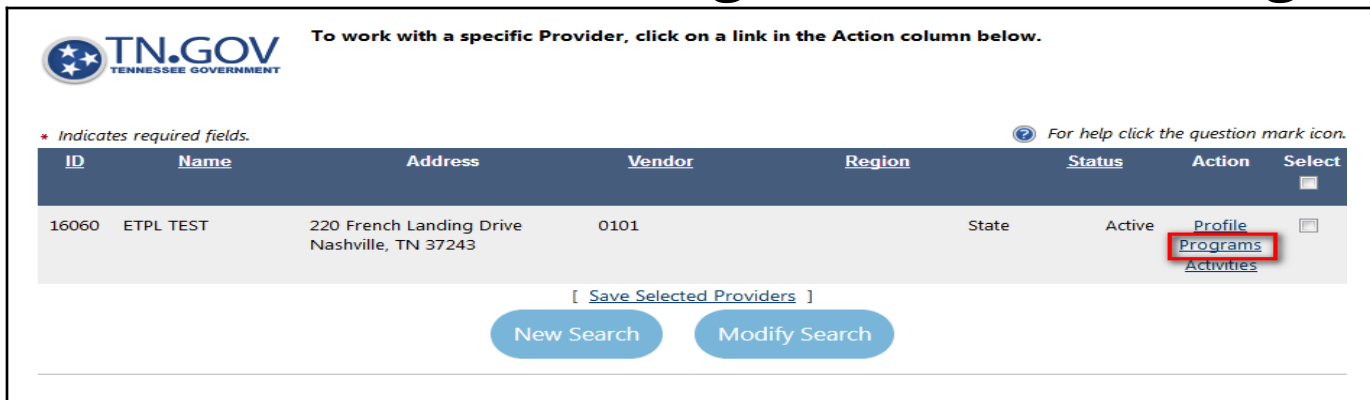 TN.GOV
TENNESSEE GOVERNMENT
To work with a specific Provider, click on a link in the Action column below.
* Indicates required fields.
For help click the question mark icon.
ID Name Address Vendor Region Status Action Select
16060 ETPL TEST 220 French Landing Drive 0101 State Active Profile
Nashville, TN 37243 Programs
Activities
[ Save Selected Providers ]
New Search Modify Search